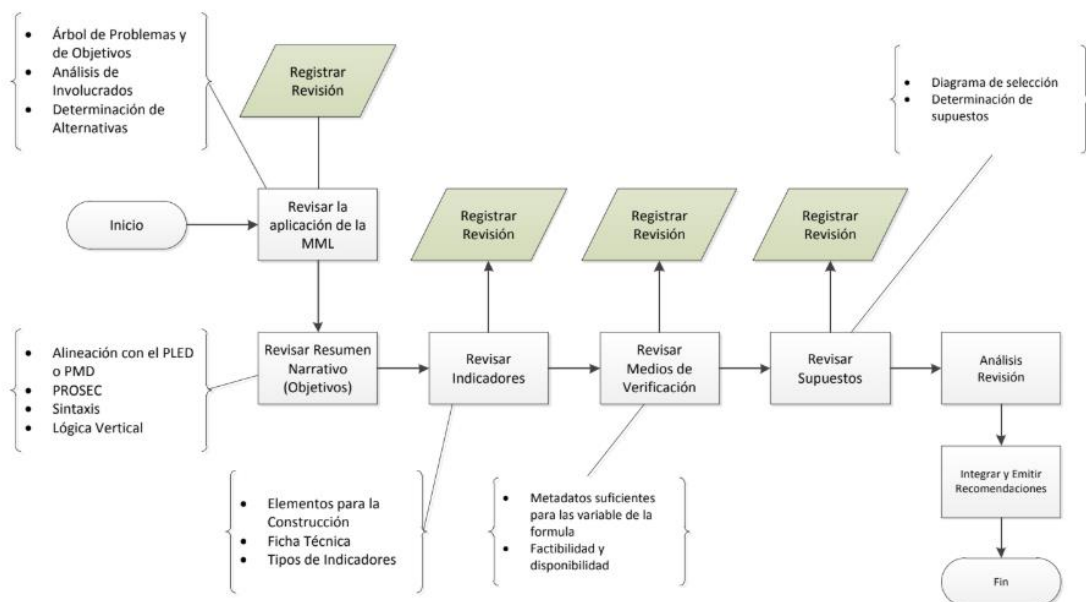 Árbol de Problemas y
de Objetivos
Análisis de
Involucrados
Determinación de
Alternativas
Registrar
Revisión
Diagrama de selección
Determinación de
supuestos
Inicio
Revisar la
aplicación de la
MML
Registrar
Revisión
Registrar
Revisión
Registrar
Revisión
Alineación con el PLED
o PMD
PROSEC
Sintaxis
Lógica Vertical
Revisar Resumen
Narrativo
(Objetivos)
Revisar
Indicadores
Revisar
Medios de
Verificación
Revisar
Supuestos
Análisis
Revisión
Elementos para la
Construcción
Ficha Técnica
Tipos de Indicadores
Metadatos suficientes
para las variable de la
formula
Factibilidad y
disponibilidad
Integrar y Emitir
Recomendaciones
Fin